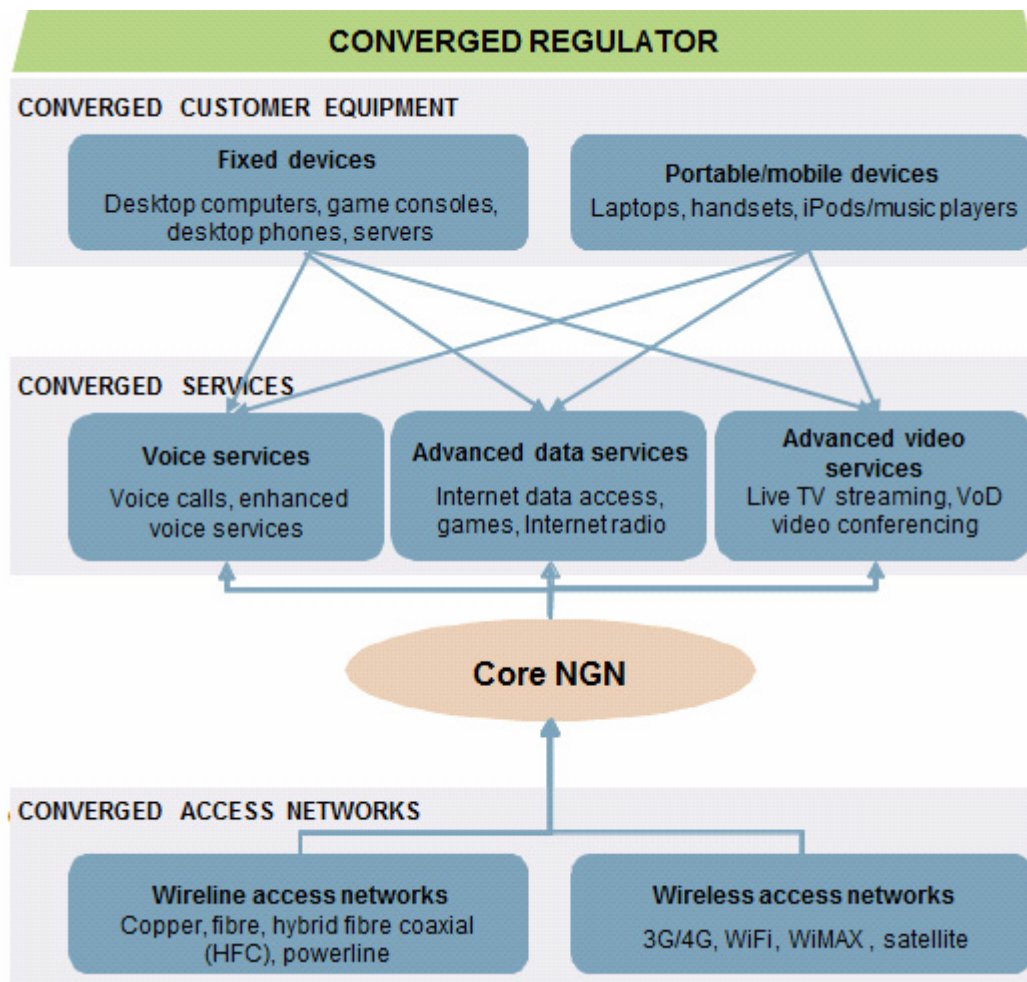 CONVERGED REGULATOR
CONVERGED CUSTOMER EQUIPMENT
Fixed devices
Desktop computers, game consoles,
desktop phones, servers
Portable/mobile devices
Laptops, handsets, iPods/music players
CONVERGED SERVICES
Voice services
Voice calls, enhanced
voice services
Advanced data services
Internet data access,
games, Internet radio
Advanced video
services
Live TV streaming, VoD
video conferencing
Core NGN
CONVERGED ACCESS NETWORKS
Wireline access networks
Copper, fibre, hybrid fibre coaxial
(HFC), powerline
Wireless access networks
3G/4G, WiFi, WiMAX , satellite